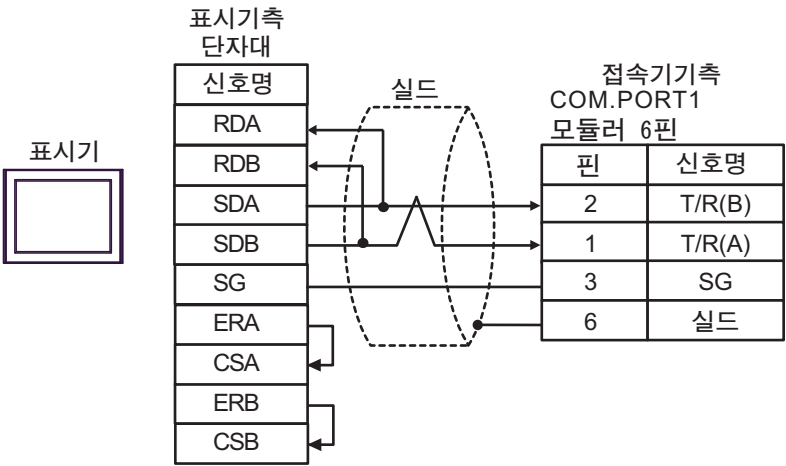 표시기
표시기측
단자대
신호명
RDA
RDB
SDA
SDB
SG
ERA
CSA
ERB
CSB
실드
접속기기측
COM.PORT1
모듈러 6핀
핀 신호명
2 T/R(B)
1 T/R(A)
3 SG
6 실드